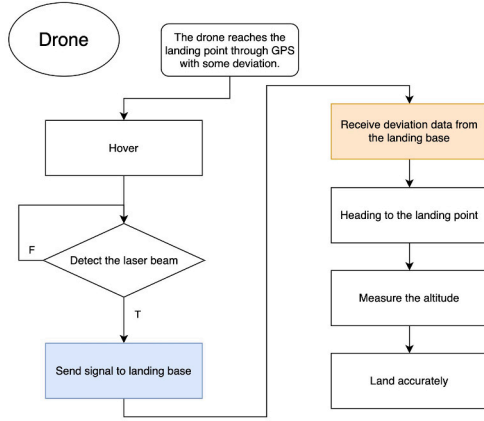 Drone
The drone reaches the
landing point through GPS
with some deviation.
Hover
F
Detect the laser beam
T
Send signal to landing base
Receive deviation data from
the landing base
Heading to the landing point
Measure the altitude
Land accurately